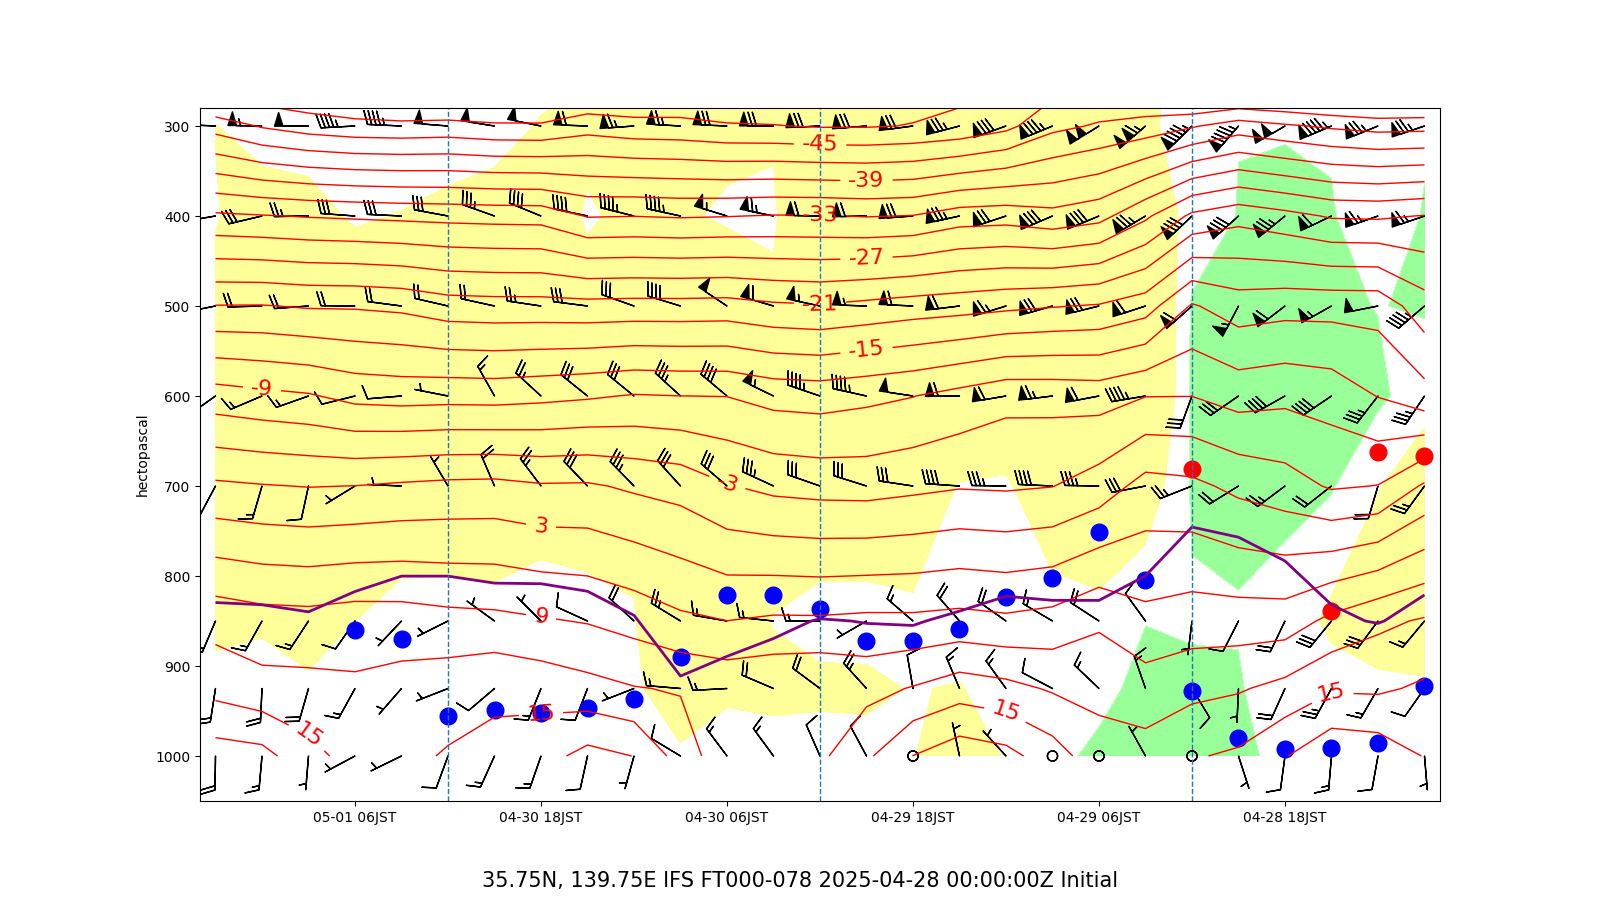 300
400
500
600
700
800
900
1000
hectopascal
-45
-39
-33
-27
-21
-15
-9
-3
3
9
15
15
15
15
05-01 06JST
04-30 18JST
04-30 06JST
04-29 18JST
04-29 06JST
04-28 18JST
35.75N, 139.75E IFS FT000-078 2025-04-28 00:00:00Z Initial